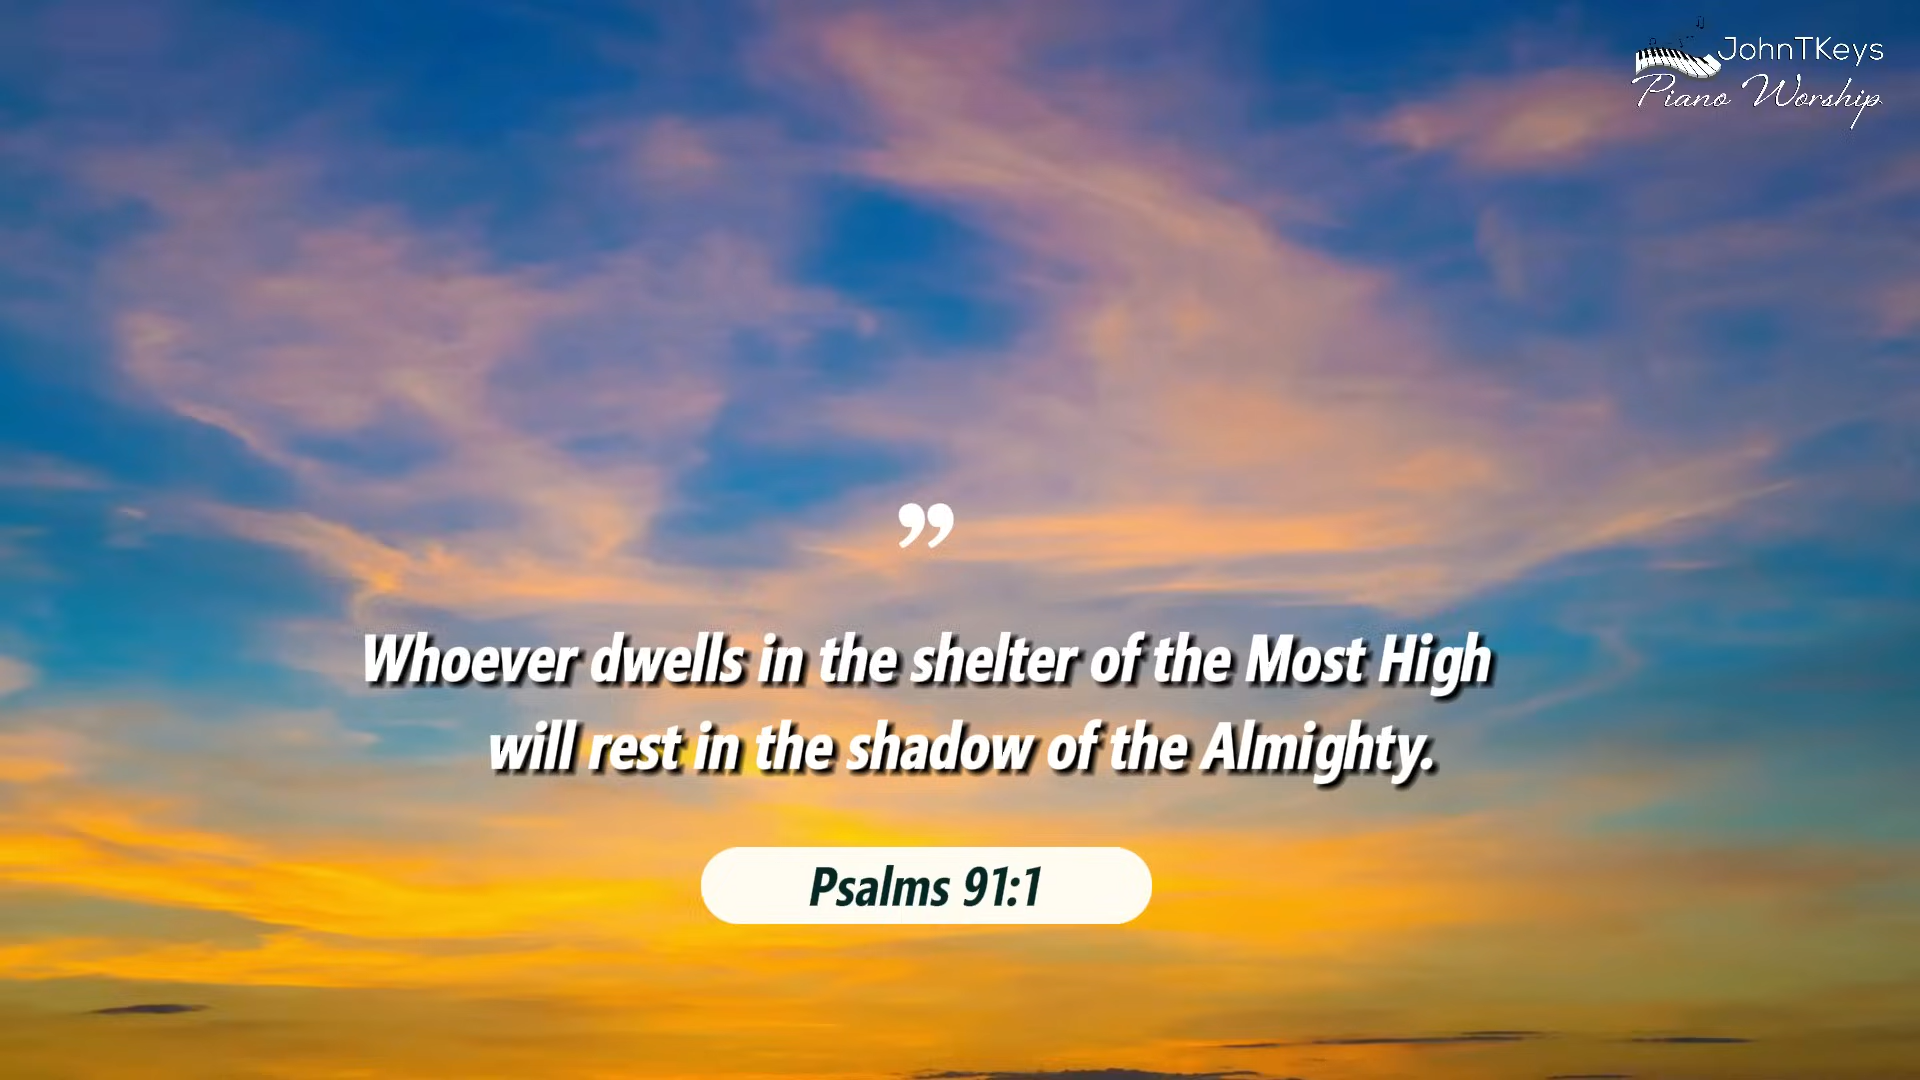 JohnTKeys
Piano Worship
”
Whoever dwells in the shelter of the Most High
will rest in the shadow of the Almighty.
Psalms 91:1